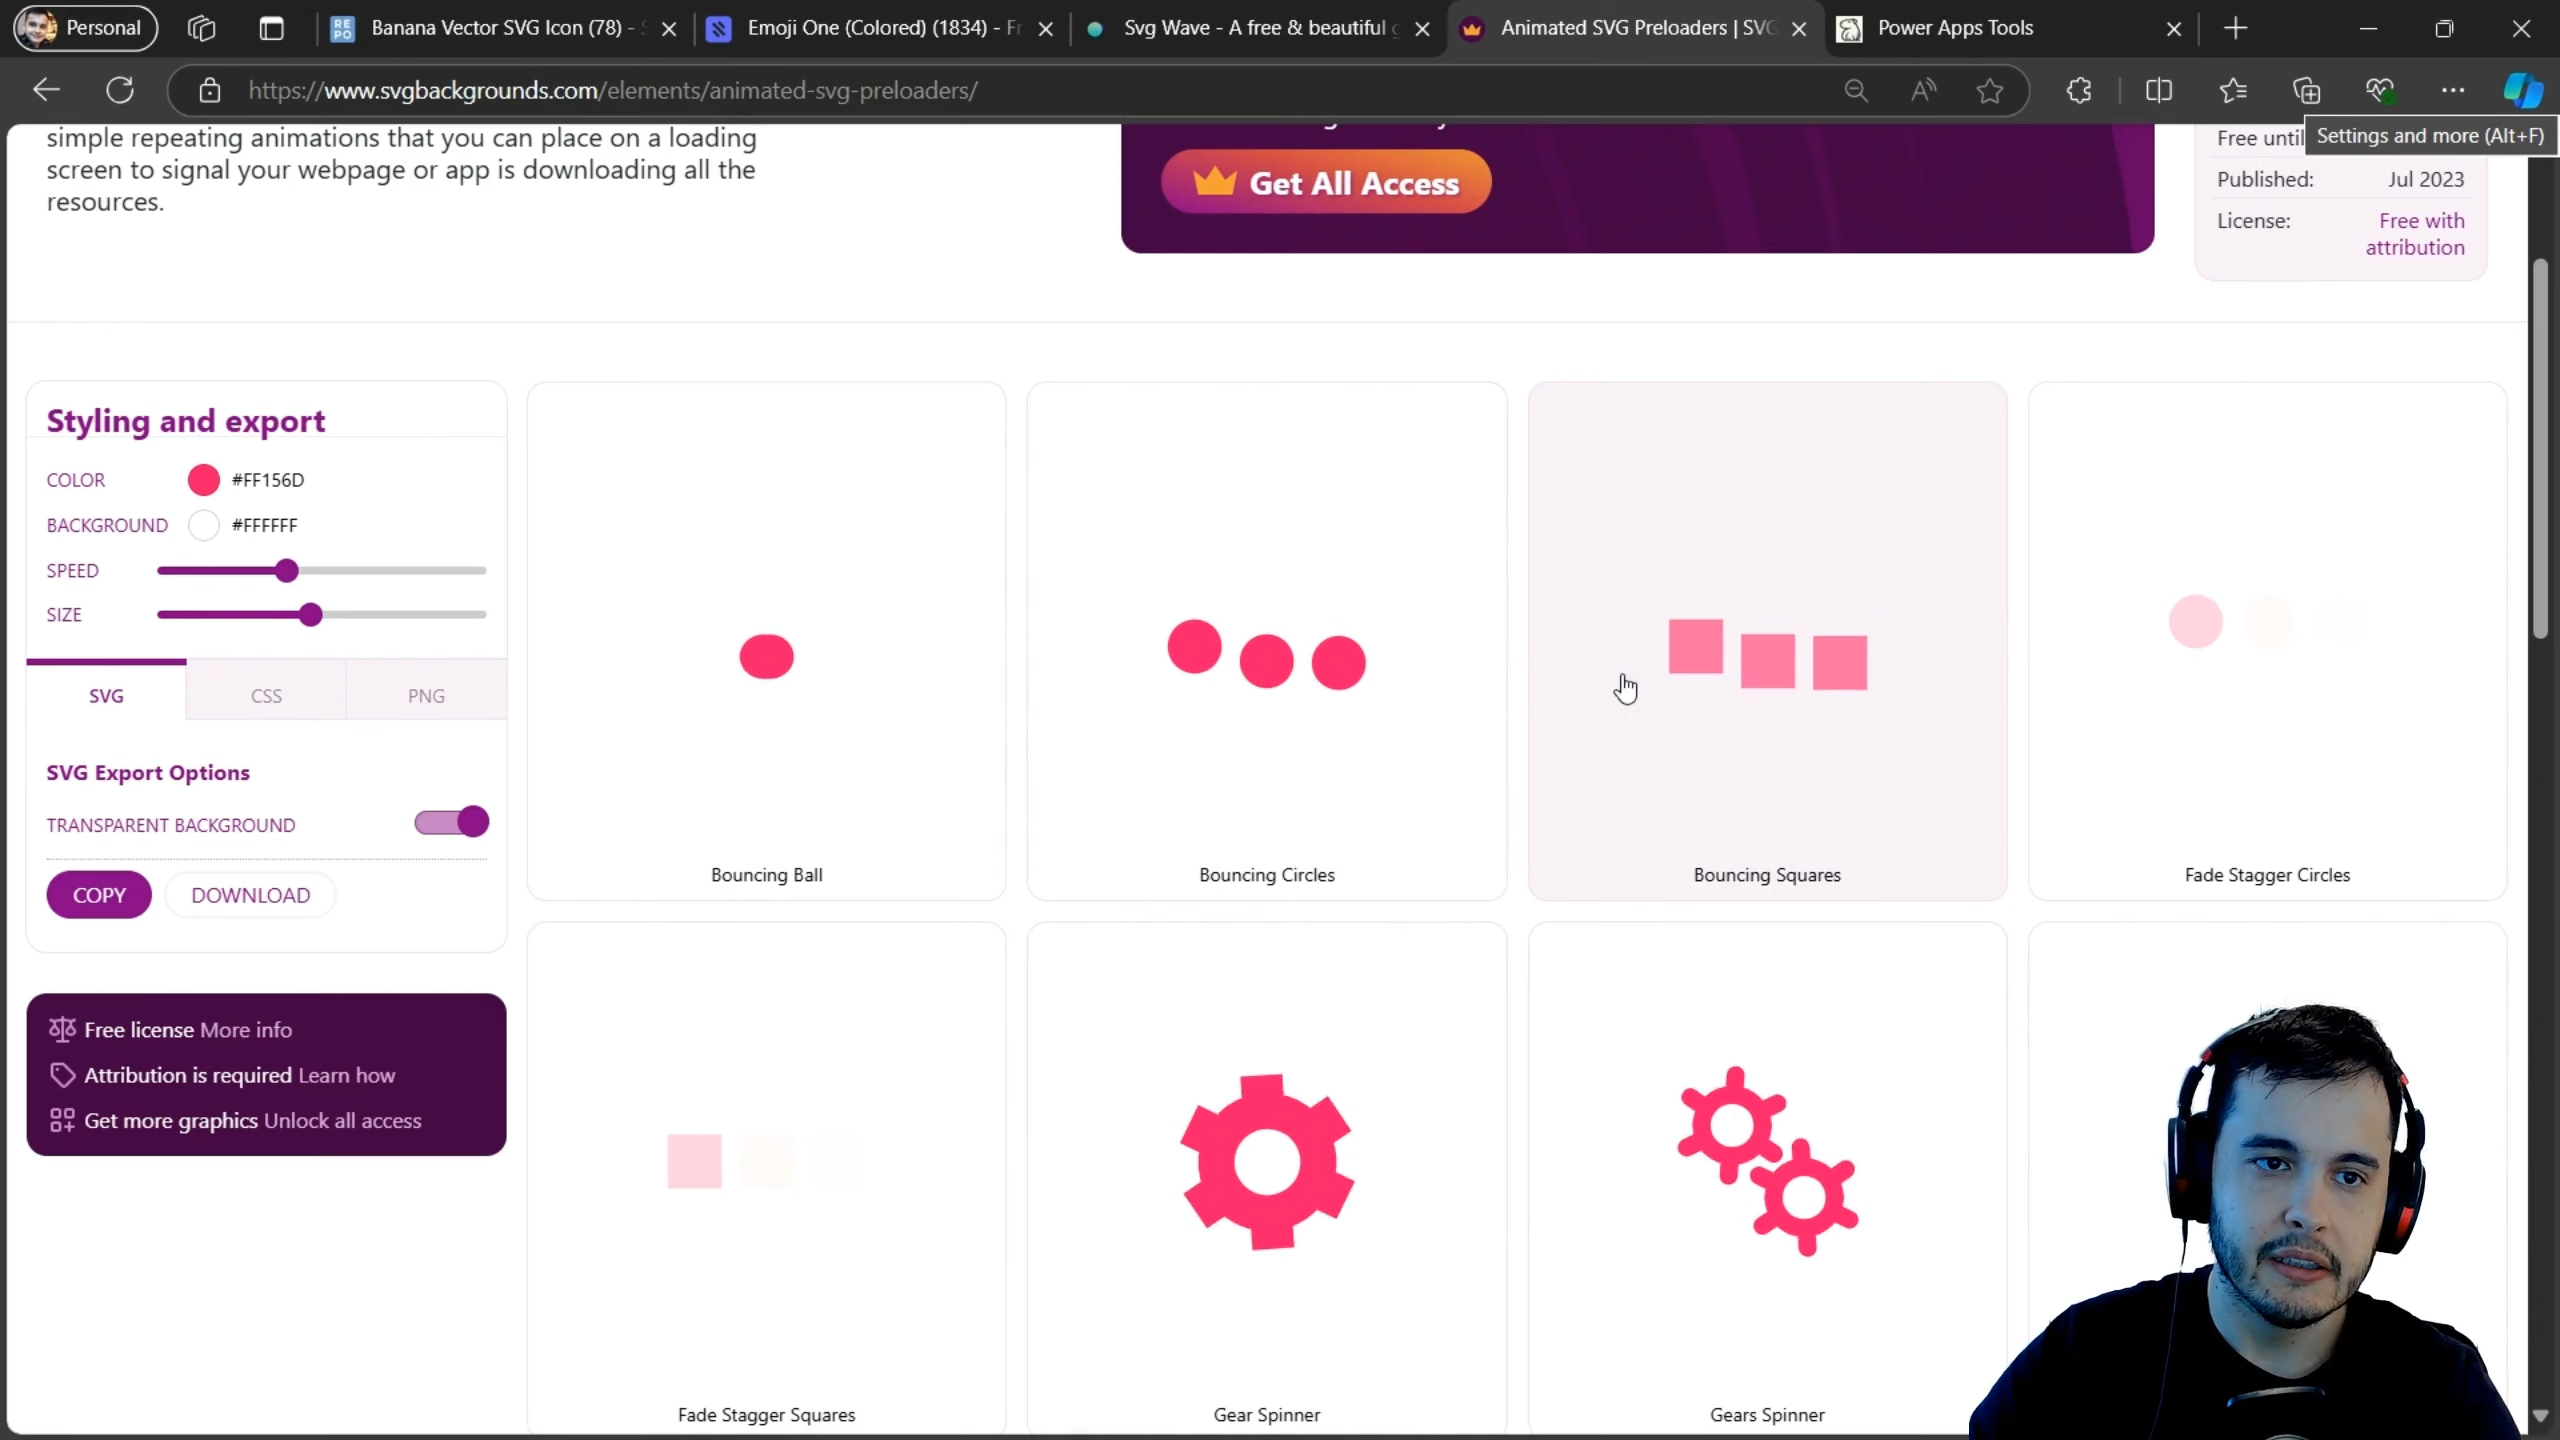 Personal
Banana Vector SVG Icon (78) -
Emoji One (Colored) (1834) - Fr
Svg Wave - A free & beautiful g
Animated SVG Preloaders | SVG
Power Apps Tools
https://www.svgbackgrounds.com/elements/animated-svg-preloaders/
Settings and more (Alt+F)
simple repeating animations that you can place on a loading
screen to signal your webpage or app is downloading all the
resources.
Get All Access
Free until
Published: Jul 2023
License: Free with
attribution
Styling and export
COLOR #FF156D
BACKGROUND #FFFFFF
SPEED
SIZE
SVG CSS PNG
SVG Export Options
TRANSPARENT BACKGROUND
COPY DOWNLOAD
Free license More info
Attribution is required Learn how
Get more graphics Unlock all access
Bouncing Ball
Bouncing Circles
Bouncing Squares
Fade Stagger Circles
Fade Stagger Squares
Gear Spinner
Gears Spinner